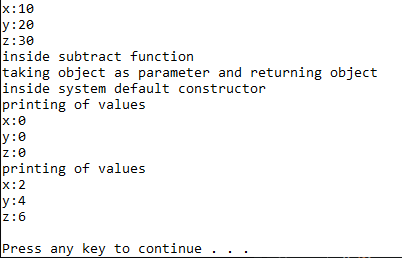 x:10
y:20
z:30
inside subtract function
taking object as parameter and returning object
inside system default constructor
printing of values
x:0
y:0
z:0
printing of values
x:2
y:4
z:6
Press any key to continue . . .